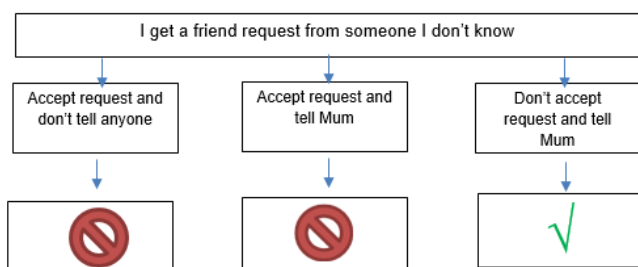 I get a friend request from someone I don't know
Accept request and
don't tell anyone
Accept request and
tell Mum
Don't accept
request and tell
Mum